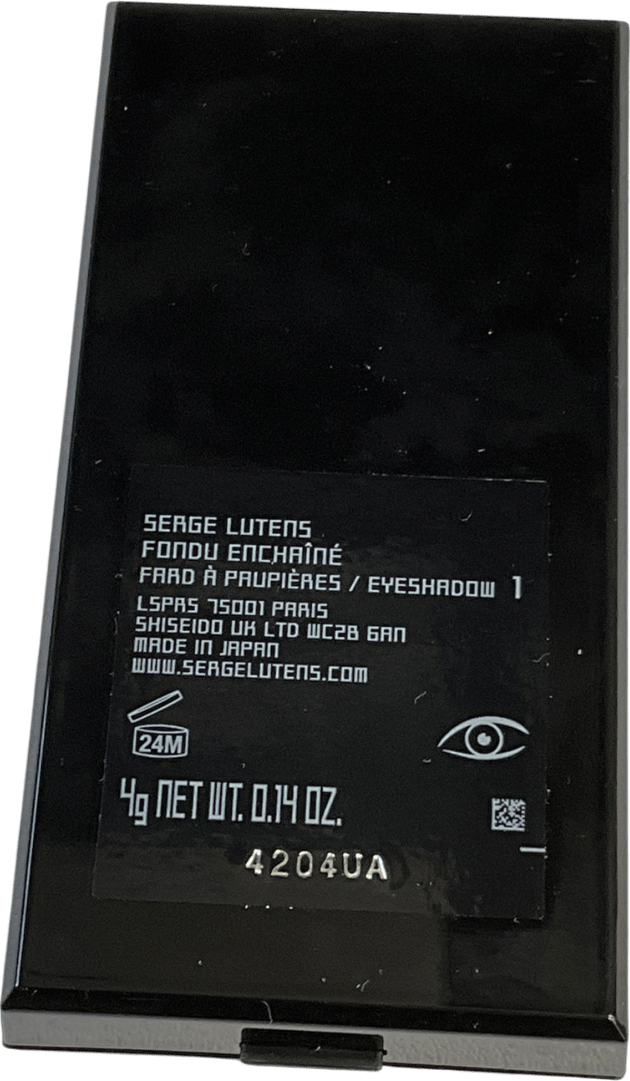 SERGE LUTENS
FONDU ENCHAÎNÉ
FARD À PAUPIÈRES / EYESHADOW 1
LSPRS 75001 PARIS
SHISEIDO UK LTD WC2B 6AN
MADE IN JAPAN
WWW.SERGELUTENS.COM
24M
4g NET WT. 0.14 OZ.
4204UA